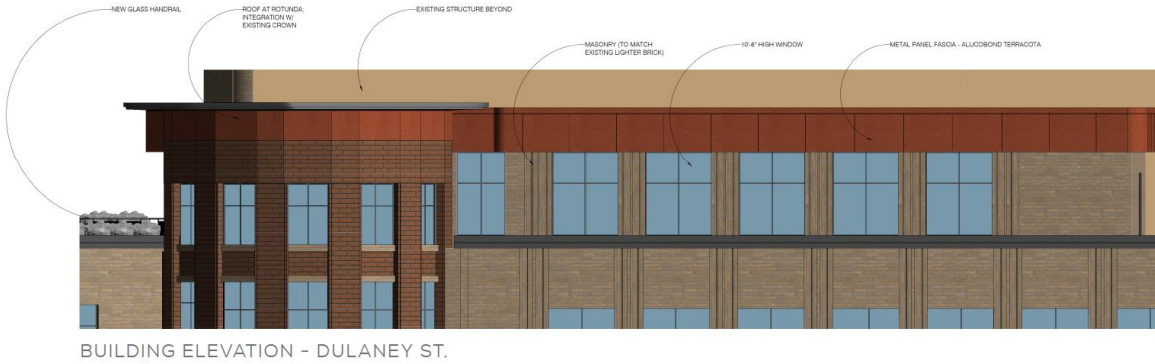 NEW GLASS HANDRAIL
ROOF AT ROTUNDA;
INTEGRATION W/
EXISTING CROWN
EXISTING STRUCTURE BEYOND
MASONRY (TO MATCH
EXISTING LIGHTER BRICK)
10'-6" HIGH WINDOW
METAL PANEL FASCIA - ALUCOBOND TERRACOTA
BUILDING ELEVATION - DULANEY ST.